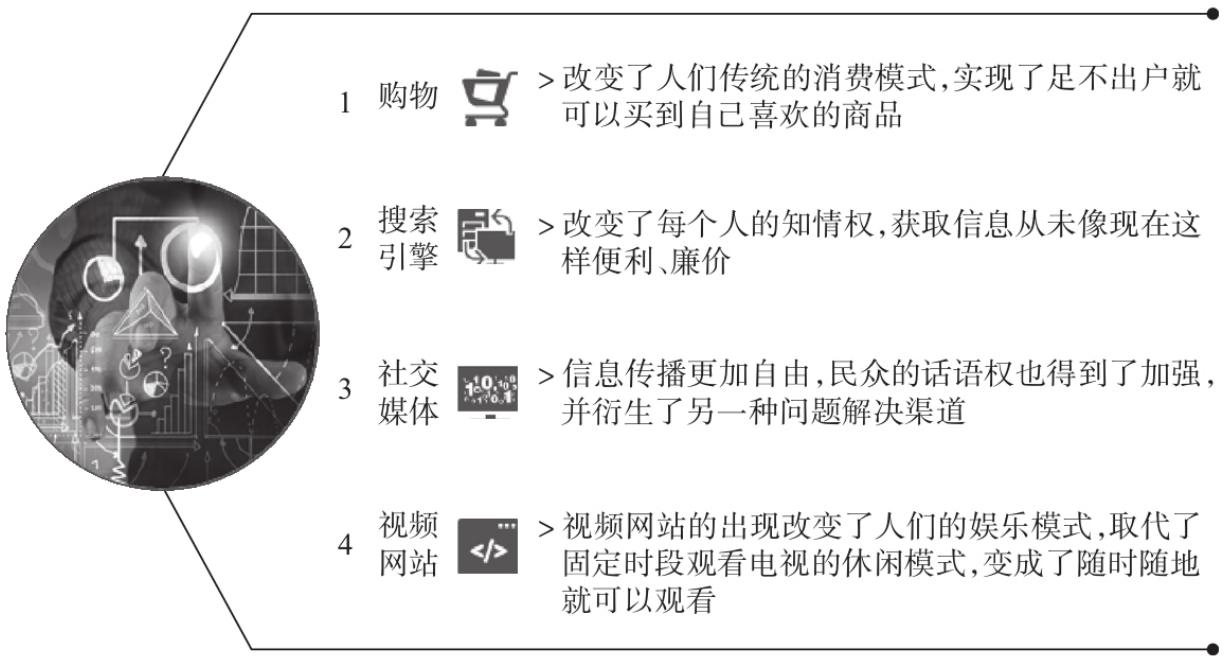 1 购物 > 改变了人们传统的消费模式,实现了足不出户就
可以买到自己喜欢的商品
2 搜索
引擎
> 改变了每个人的知情权,获取信息从未像现在这
样便利、廉价
3 社交
媒体
> 信息传播更加自由,民众的话语权也得到了加强,
并衍生了另一种问题解决渠道
4 视频
网站
</>
> 视频网站的出现改变了人们的娱乐模式,取代了
固定时段观看电视的休闲模式,变成了随时随地
就可以观看